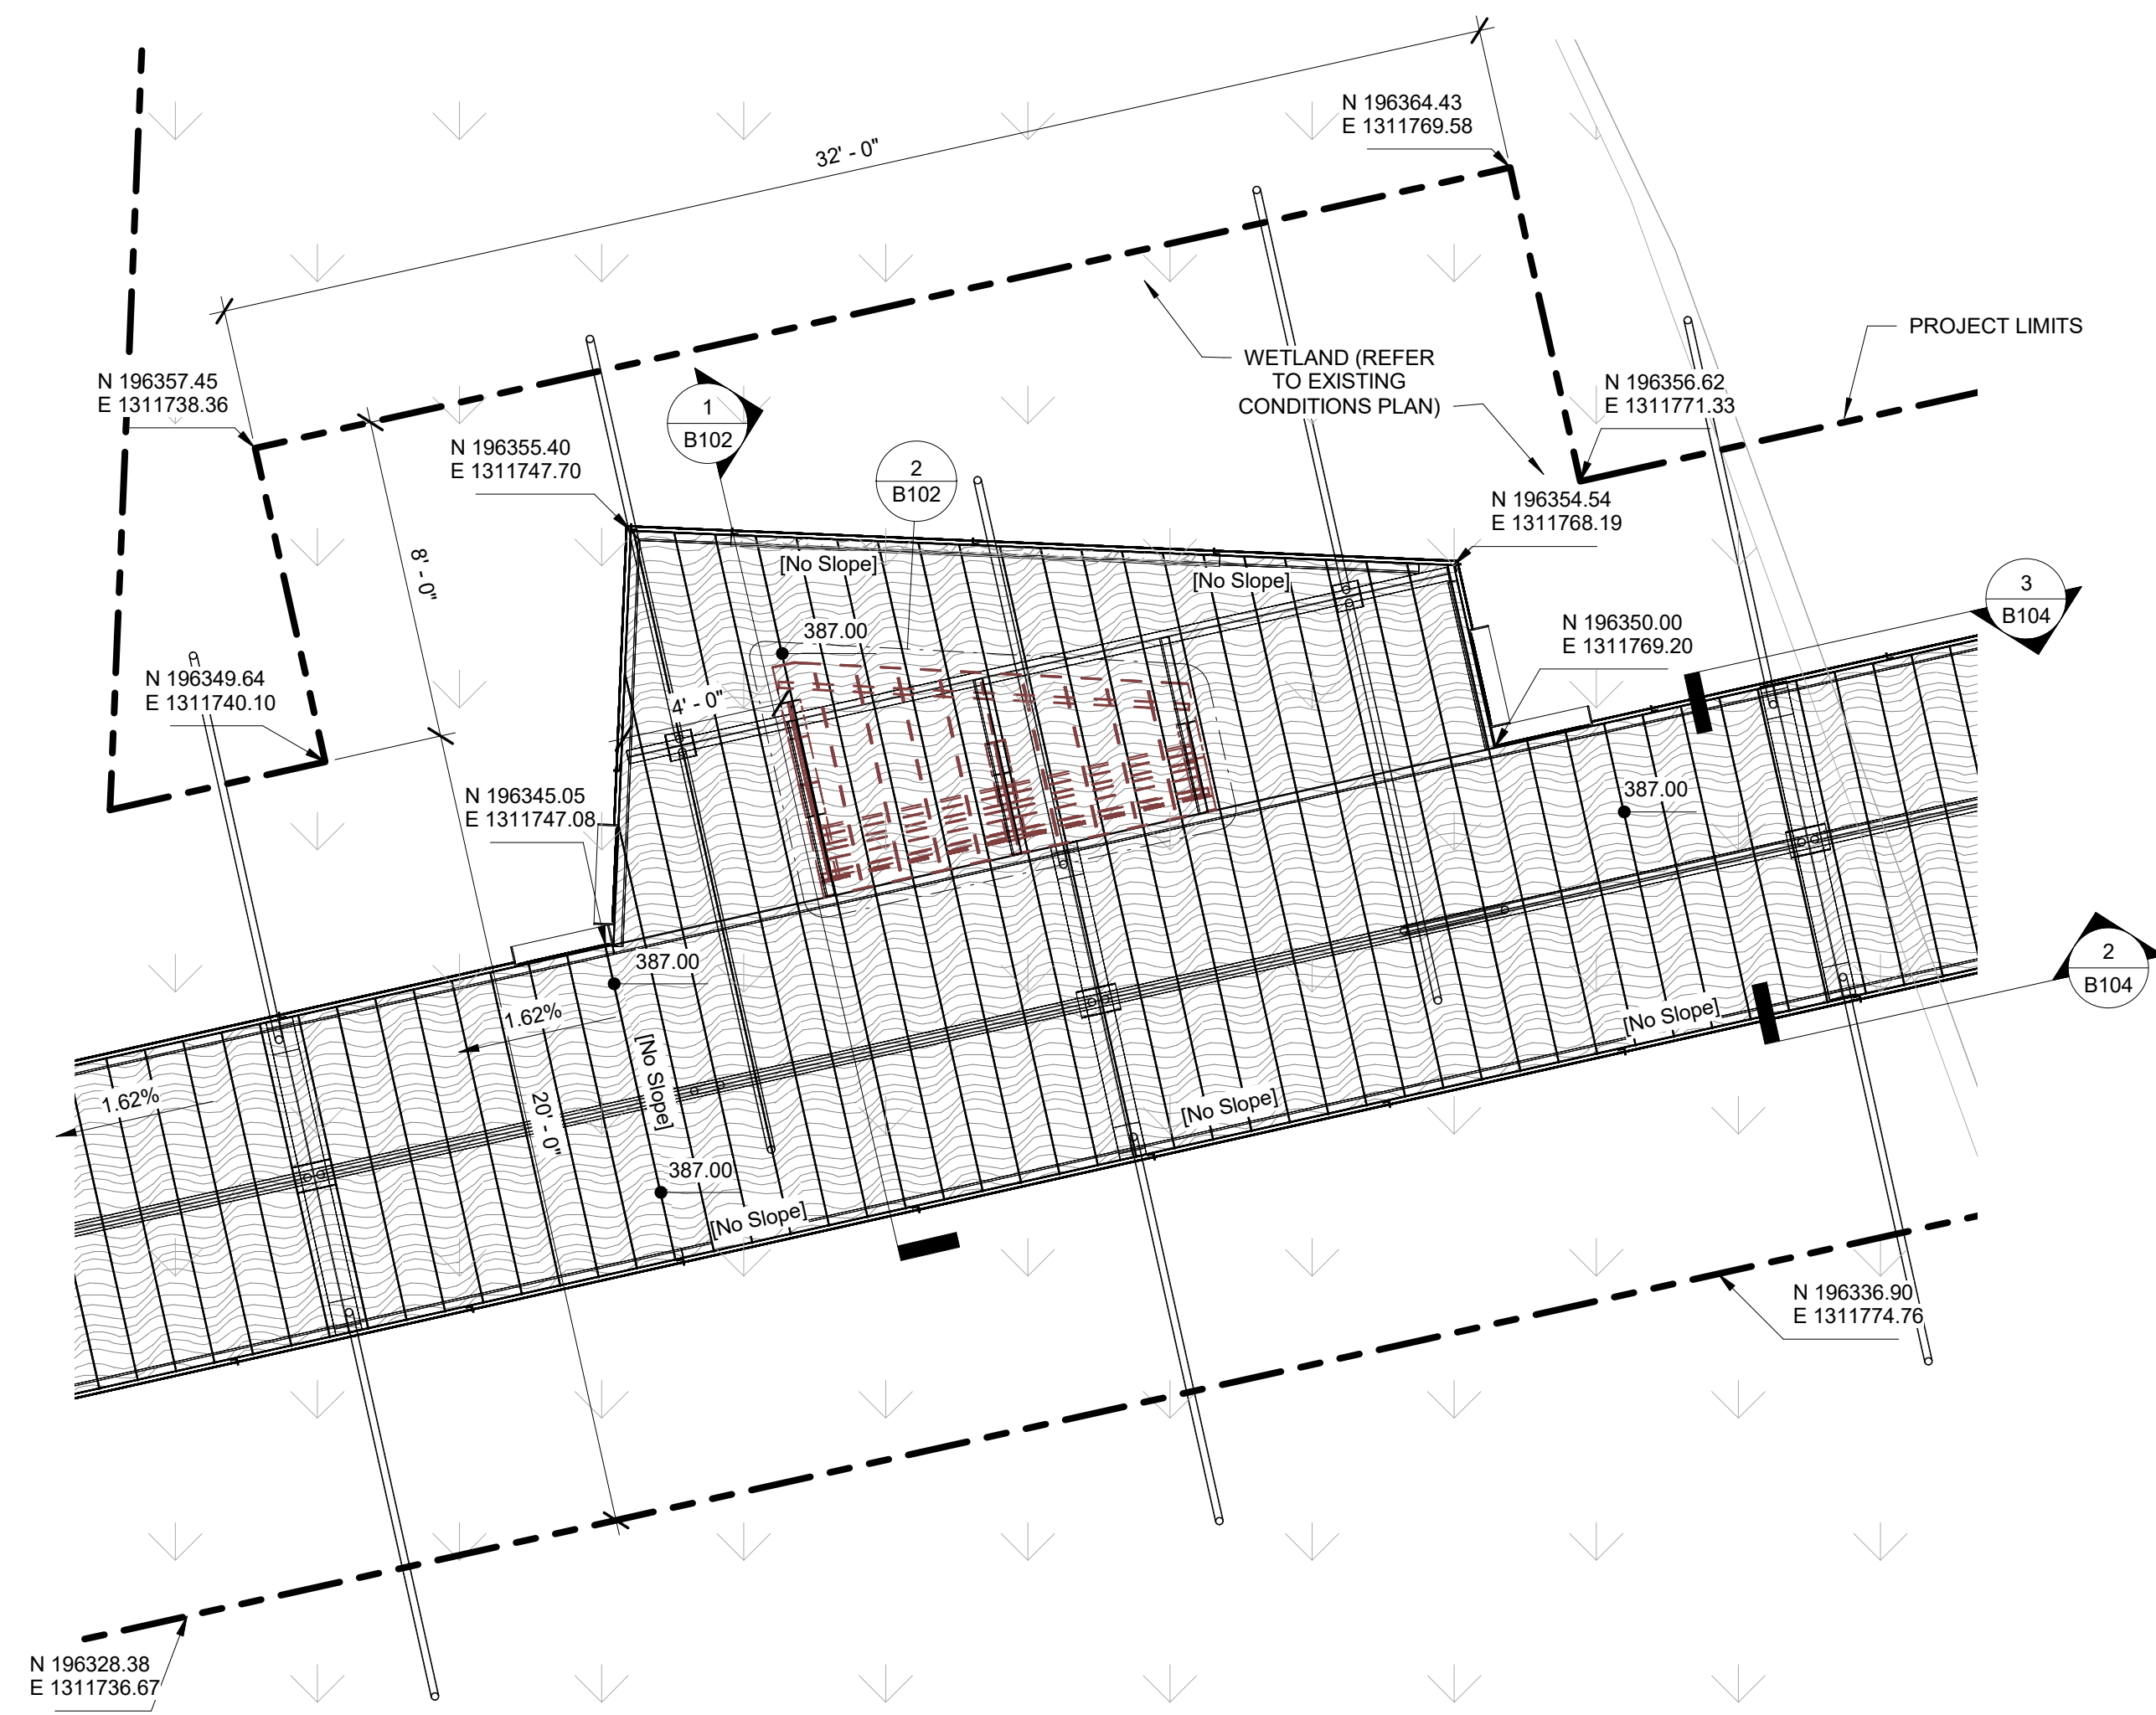 32' - 0"
N 196364.43
E 1311769.58
PROJECT LIMITS
WETLAND (REFER
TO EXISTING
CONDITIONS PLAN)
N 196357.45
E 1311738.36
N 196356.62
E 1311771.33
1
B102
N 196355.40
E 1311747.70
2
B102
N 196354.54
E 1311768.19
8' - 0"
[No Slope]
[No Slope]
3
B104
N 196350.00
E 1311769.20
387.00
N 196349.64
E 1311740.10
4' - 0"
387.00
N 196345.05
E 1311747.08
387.00
2
B104
1.62%
[No Slope]
[No Slope]
1.62%
20' - 0"
[No Slope]
387.00
[No Slope]
N 196336.90
E 1311774.76
N 196328.38
E 1311736.67